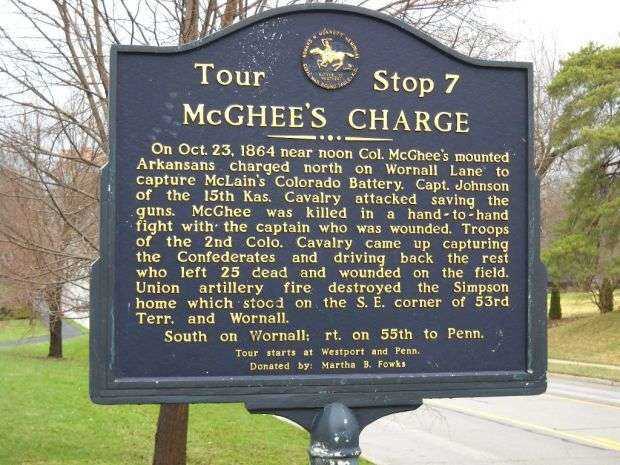 Tour Stop 7
McGHEE'S CHARGE
On Oct. 23, 1864 near noon Col. McGhee's mounted
Arkansans charged north on Wornall Lane to
capture McLain's Colorado Battery. Capt. Johnson
of the 15th Kas. Cavalry attacked saving the
guns. McGhee was killed in a hand-to-hand
fight with the captain who was wounded. Troops
of the 2nd Colo. Cavalry came up capturing
the Confederates and driving back the rest
who left 25 dead and wounded on the field.
Union artillery fire destroyed the Simpson
home which stood on the S.E. corner of 53rd
Terr. and Wornall.
South on Wornall; rt. on 55th to Penn.
Tour starts at Westport and Penn.
Donated by: Martha B. Fowks